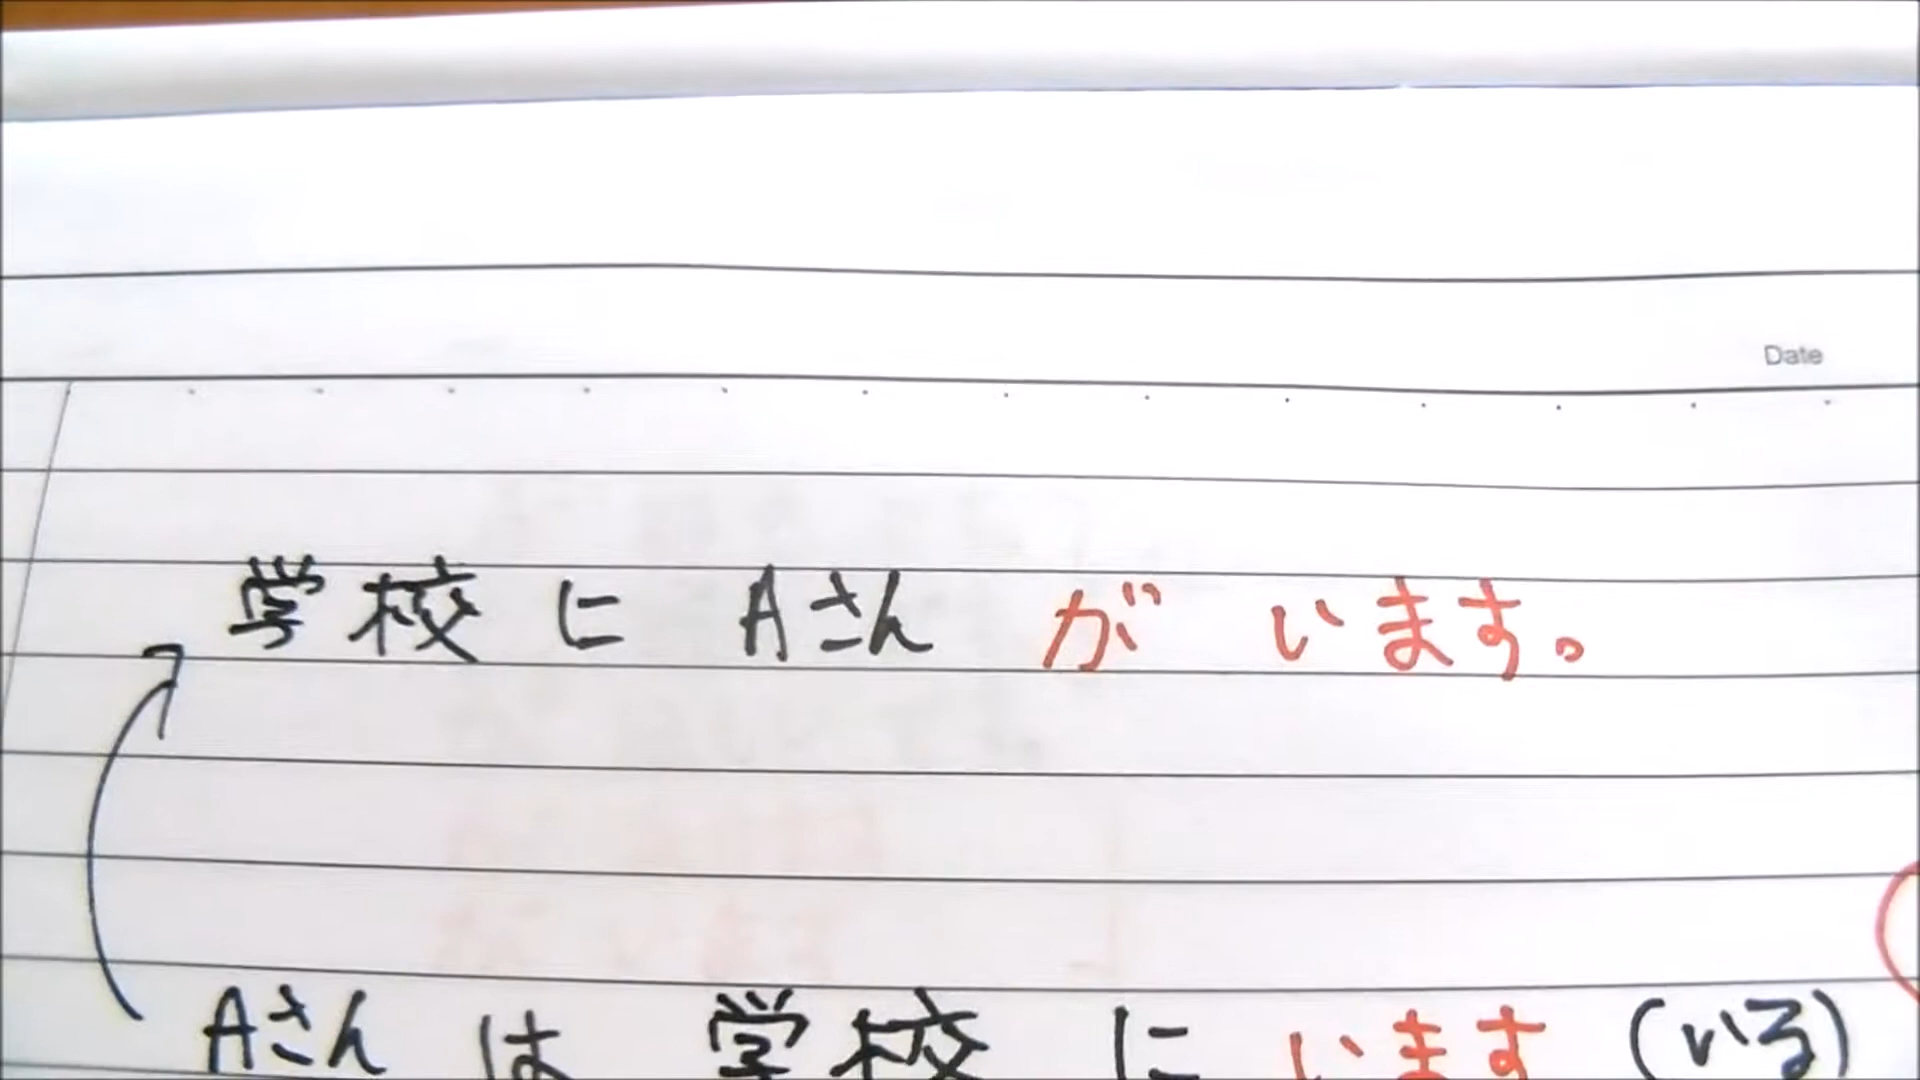 Date
学校に Aさん が います。
Aさん は 学校 に います (いる)